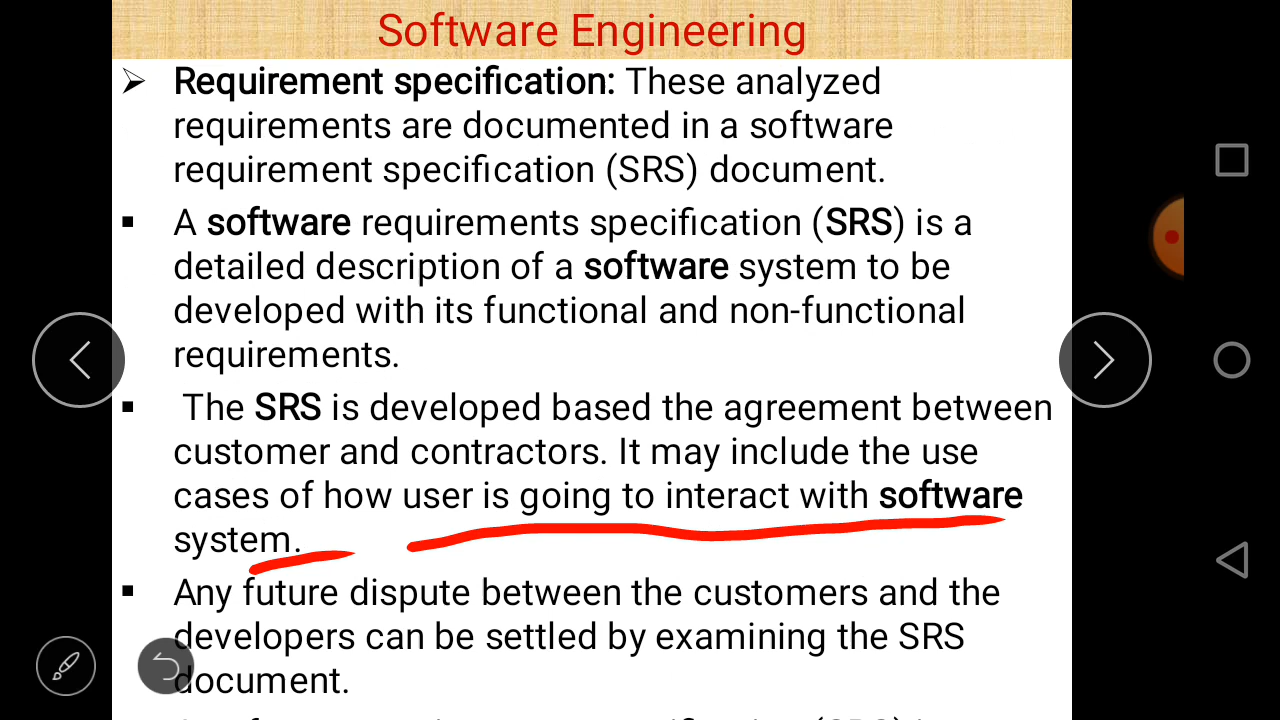 Software Engineering
➢ Requirement specification: These analyzed
requirements are documented in a software
requirement specification (SRS) document.
▪ A software requirements specification (SRS) is a
detailed description of a software system to be
developed with its functional and non-functional
requirements.
▪ The SRS is developed based the agreement between
customer and contractors. It may include the use
cases of how user is going to interact with software
system.
▪ Any future dispute between the customers and the
developers can be settled by examining the SRS
document.